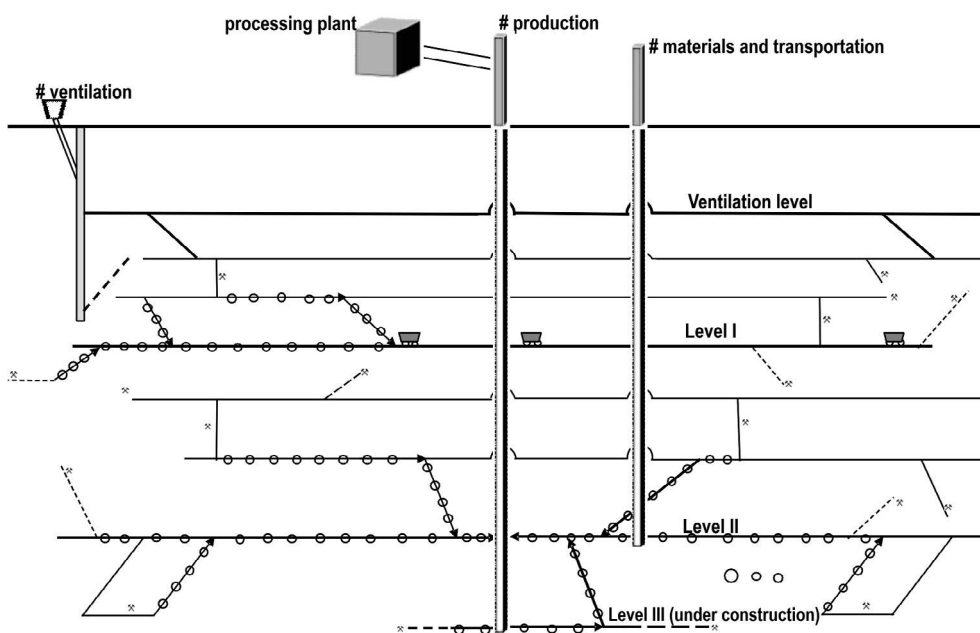 processing plant
# production
# materials and transportation
# ventilation
Ventilation level
Level I
Level II
Level III (under construction)